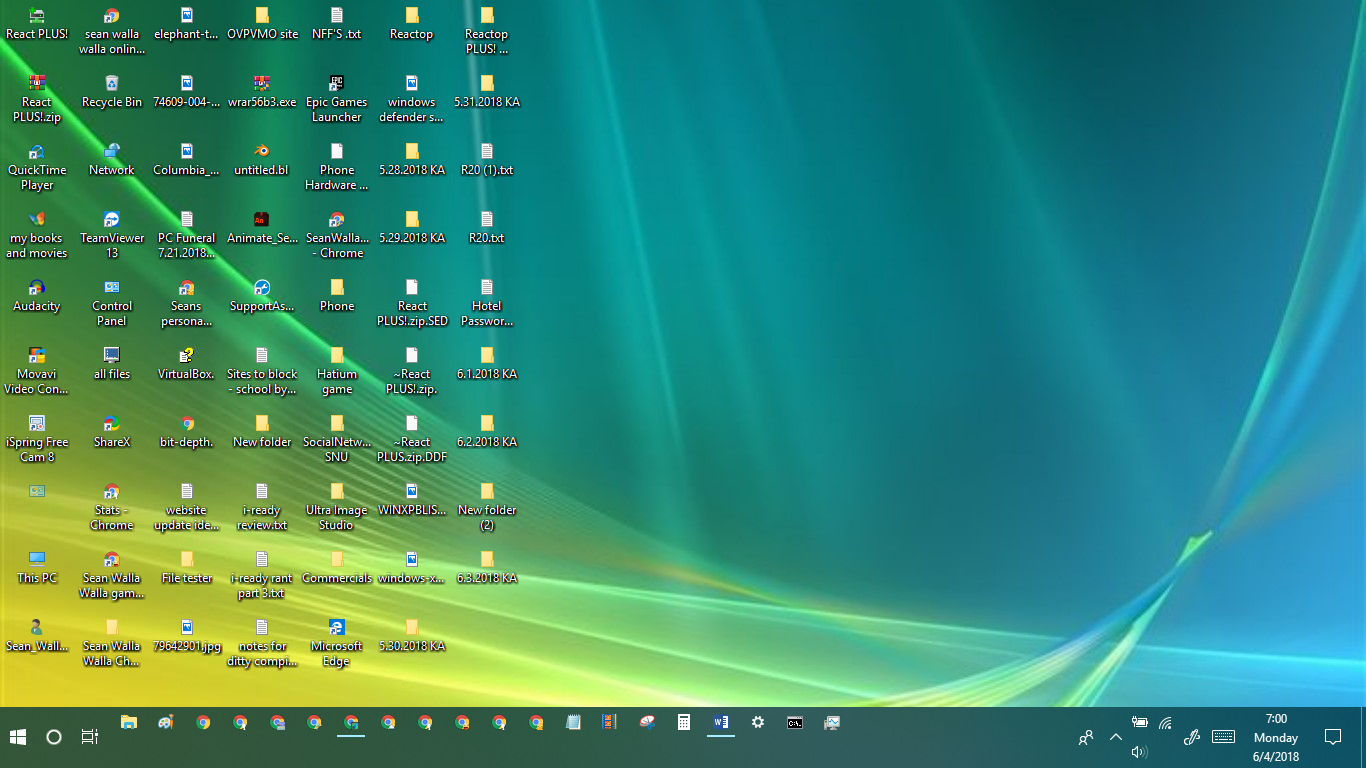 React PLUS!
sean walla
walla onlin...
elephant-t...
OVPVMO site
NFF'S .txt
Reactop
Reactop
PLUS! ...
React
PLUS!.zip
Recycle Bin
74609-004-...
wrar56b3.exe
Epic Games
Launcher
windows
defender s...
5.31.2018 KA
QuickTime
Player
Network
Columbia_...
untitled.bl
Phone
Hardware ...
5.28.2018 KA
R20 (1).txt
my books
and movies
TeamViewer
13
PC Funeral
7.21.2018...
Animate_Se...
SeanWalla...
- Chrome
5.29.2018 KA
R20.txt
Audacity
Control
Panel
Seans
persona...
SupportAs...
Phone
React
PLUS!.zip.SED
Hotel
Passwor...
Movavi
Video Con...
all files
VirtualBox.
Sites to block
- school by...
Hatium
game
~React
PLUS!.zip.
6.1.2018 KA
iSpring Free
Cam 8
ShareX
bit-depth.
New folder
SocialNetw...
SNU
~React
PLUS.zip.DDF
6.2.2018 KA
Stats -
Chrome
website
update ide...
i-ready
review.txt
Ultra Image
Studio
WINXPBLIS...
New folder
(2)
This PC
Sean Walla
Walla gam...
File tester
i-ready rant
part 3.txt
Commercials
windows-x...
6.3.2018 KA
Sean_Wall...
Sean Walla
Walla Ch...
79642901.jpg
notes for
ditty compi...
Microsoft
Edge
5.30.2018 KA
7:00
Monday
6/4/2018